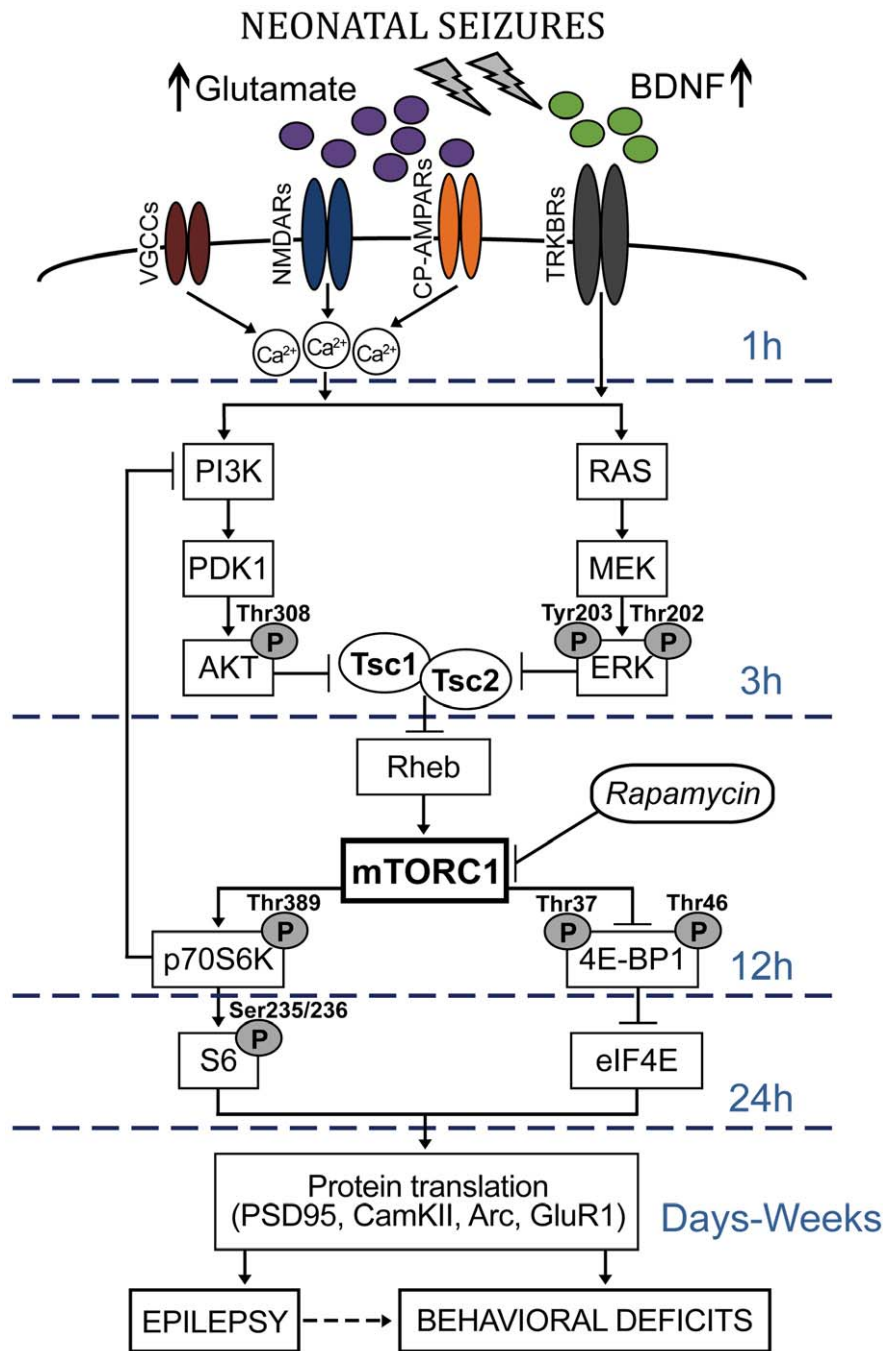 NEONATAL SEIZURES
Glutamate
BDNF
VGCCs
NMDARs
CP-AMPARs
TRKBRs
Ca²⁺
Ca²⁺
Ca²⁺
1h
PI3K
RAS
PDK1
MEK
Thr308
P
AKT
Tsc1
Tsc2
Tyr203
Thr202
P
P
ERK
3h
Rheb
Rapamycin
mTORC1
Thr389
P
p70S6K
Thr37
Thr46
P
P
4E-BP1
12h
Ser235/236
P
S6
eIF4E
24h
Protein translation
(PSD95, CamKII, Arc, GluR1)
Days-Weeks
EPILEPSY
BEHAVIORAL DEFICITS